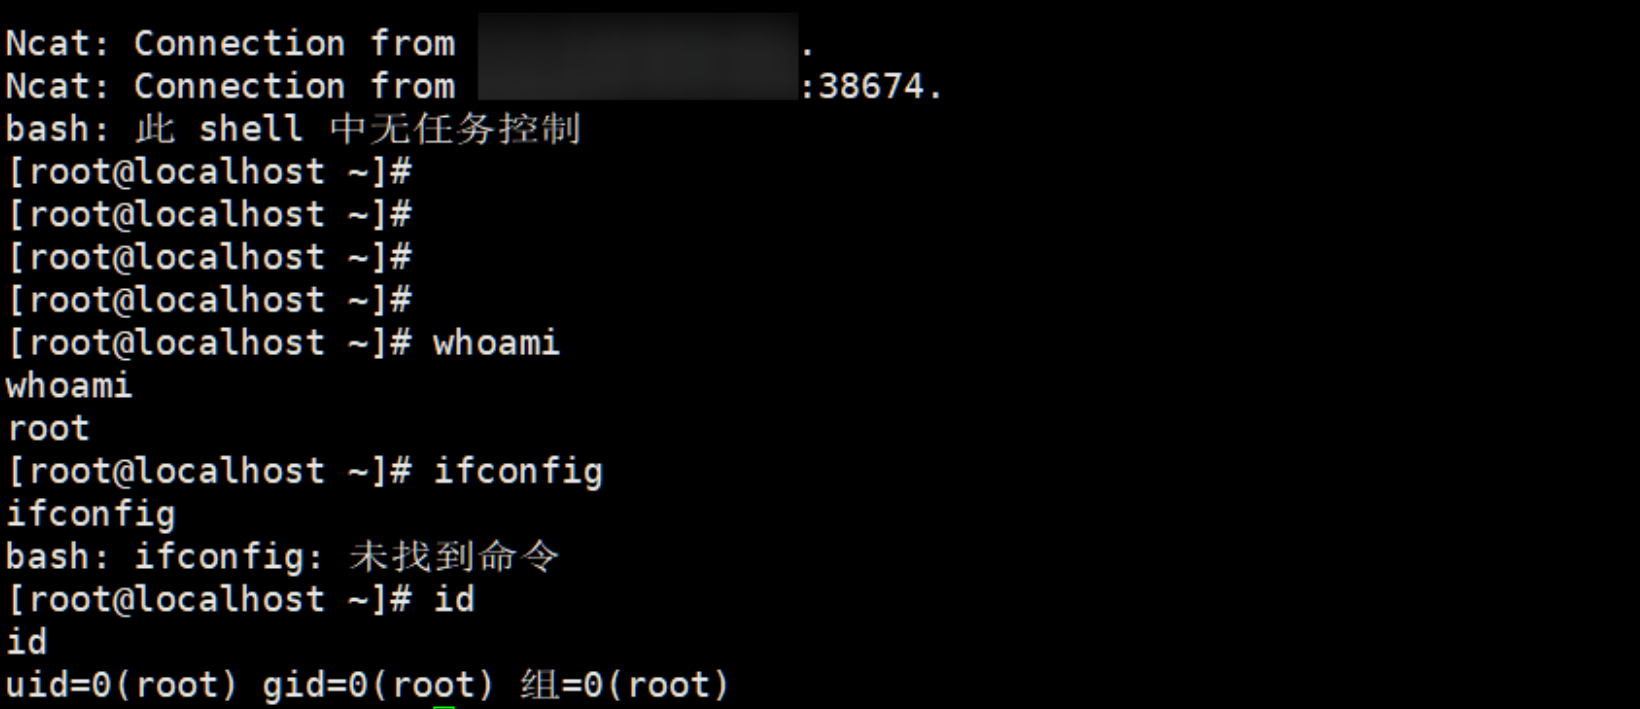 Ncat: Connection from .
Ncat: Connection from :38674.
bash: 此 shell 中无任务控制
[root@localhost ~]#
[root@localhost ~]#
[root@localhost ~]#
[root@localhost ~]#
[root@localhost ~]# whoami
whoami
root
[root@localhost ~]# ifconfig
ifconfig
bash: ifconfig: 未找到命令
[root@localhost ~]# id
id
uid=0(root) gid=0(root) 组=0(root)